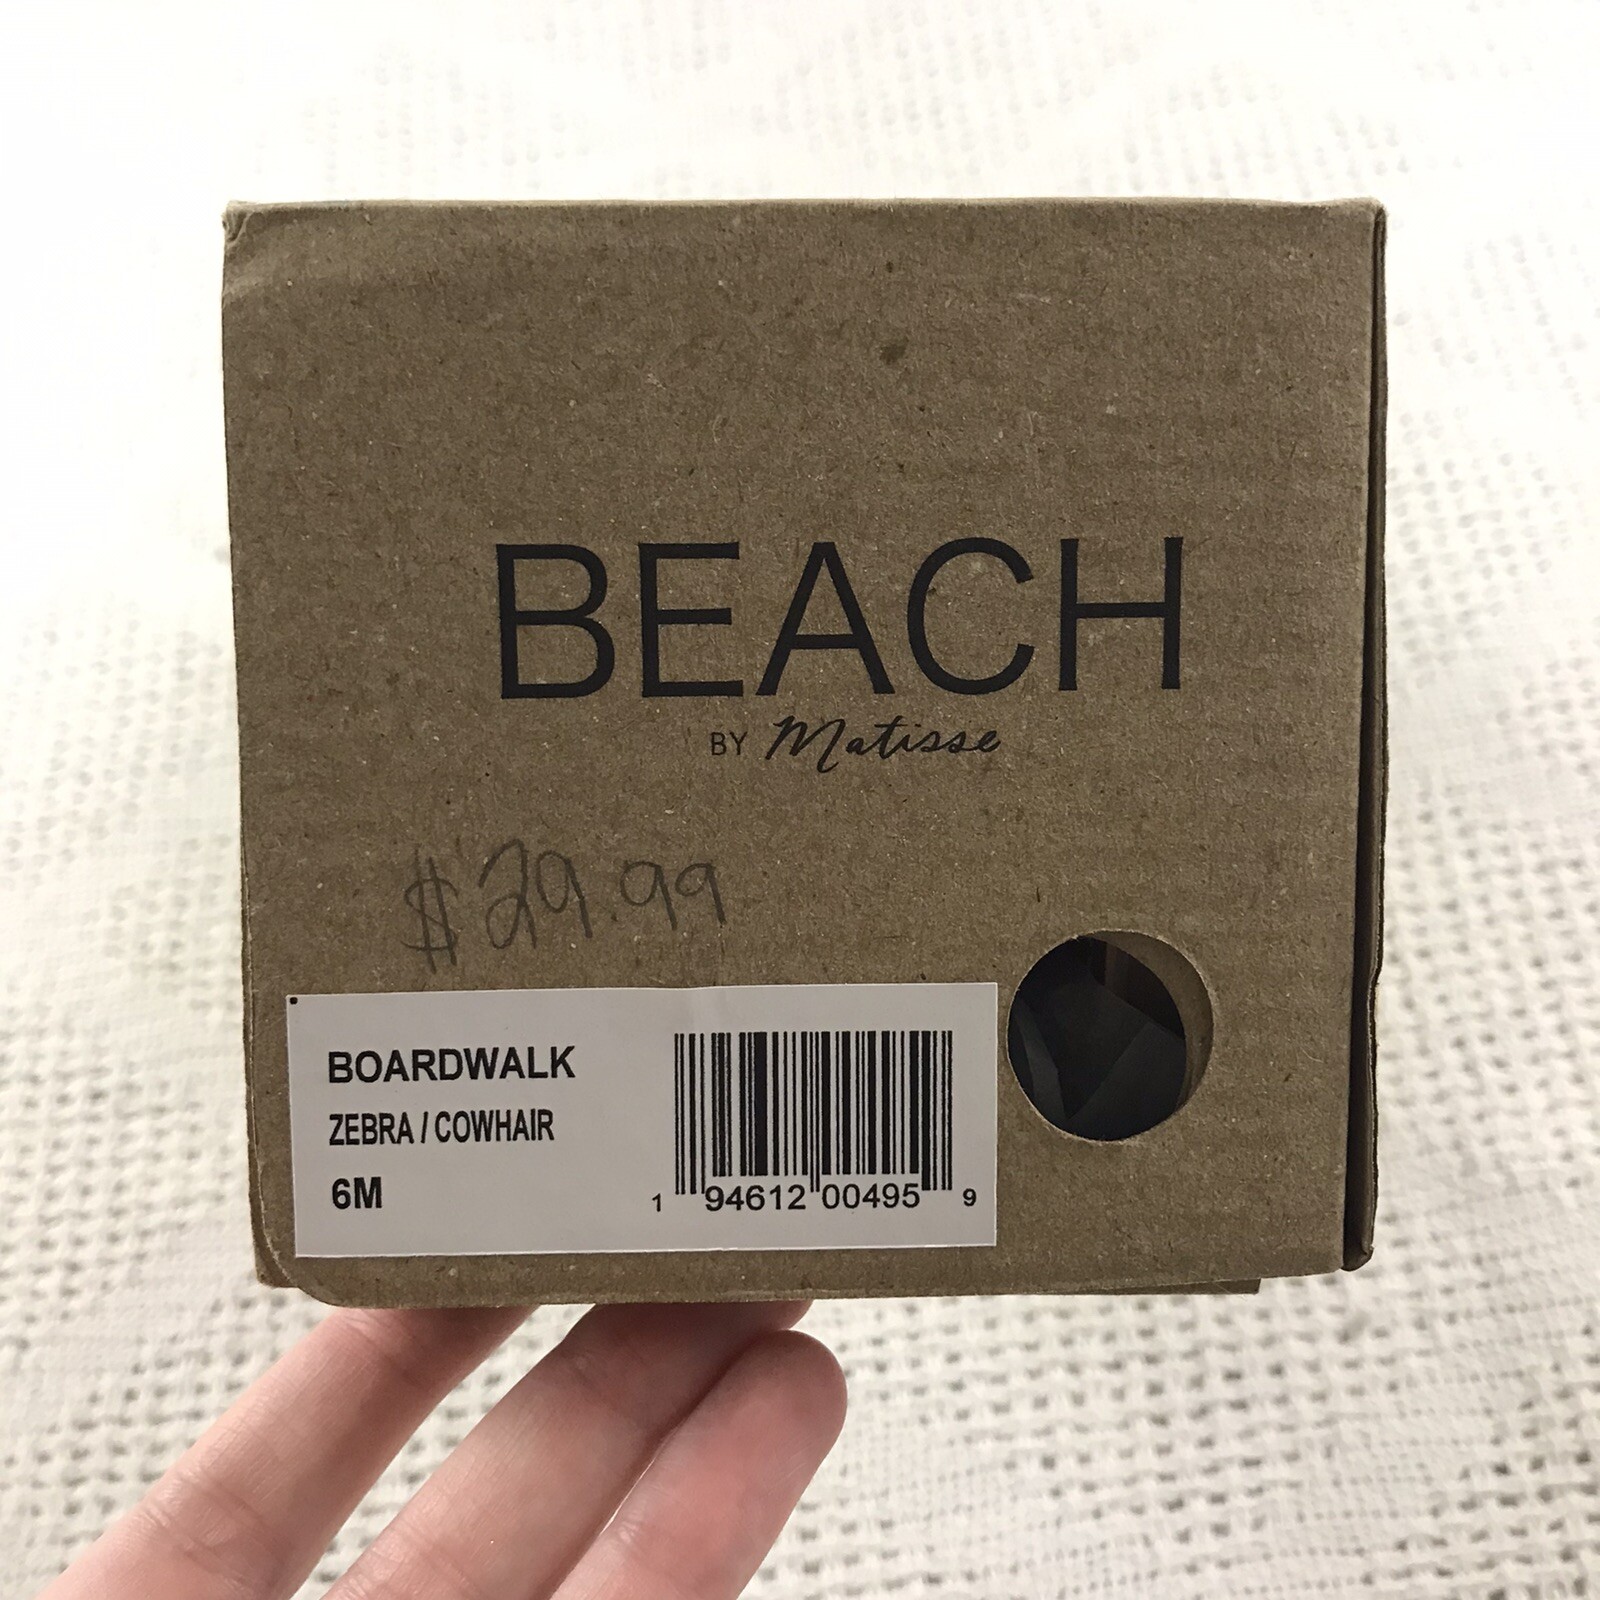 BEACH
BY Matisse
$29.99
BOARDWALK
ZEBRA / COWHAIR
6M
1 94612 00495 9